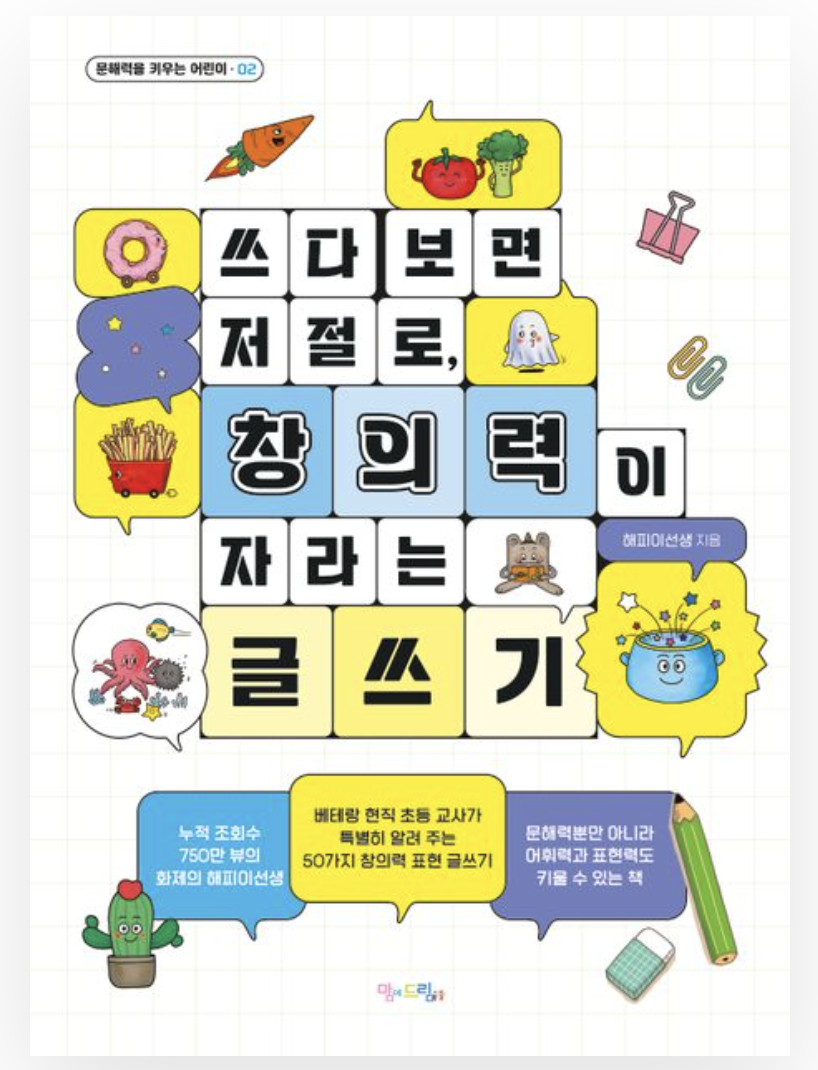 문해력을 키우는 어린이 · 02
쓰다보면
저절로,
창의력이
자라는
해피이선생 지음
글쓰기
누적 조회수
750만 뷰의
화제의 해피이선생
베테랑 현직 초등 교사가
특별히 알려 주는
50가지 창의력 표현 글쓰기
문해력뿐만 아니라
어휘력과 표현력도
키울 수 있는 책
맘에드림